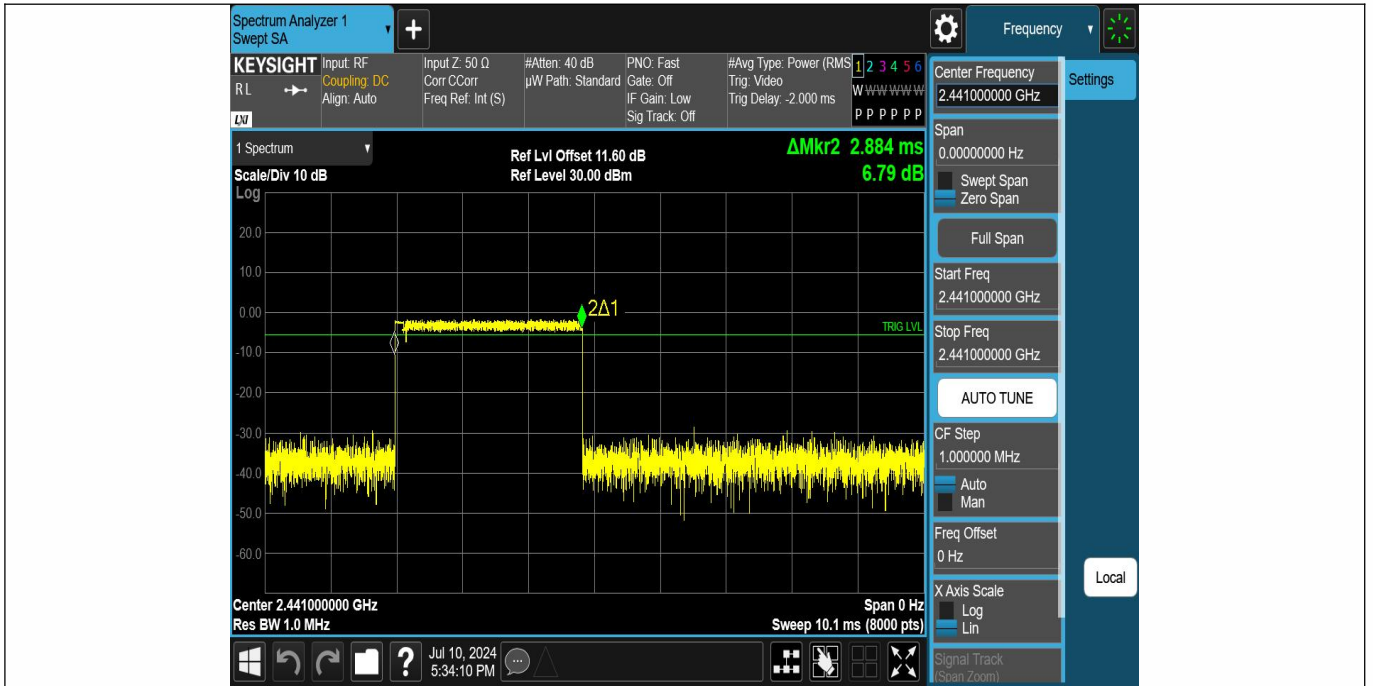 Spectrum Analyzer 1
Swept SA
+
Frequency
KEYSIGHT
RL
LXI
Input: RF
Coupling: DC
Align: Auto
Input Z: 50 Ω
Corr CCorr
Freq Ref: Int (S)
#Atten: 40 dB
µW Path: Standard
PNO: Fast
Gate: Off
IF Gain: Low
Sig Track: Off
#Avg Type: Power (RMS
Trig: Video
Trig Delay: -2.000 ms
1 2 3 4 5 6
W W W W W W
P P P P P P
1 Spectrum
Scale/Div 10 dB
Log
Ref Lvl Offset 11.60 dB
Ref Level 30.00 dBm
ΔMkr2 2.884 ms
6.79 dB
20.0
10.0
0.00
-10.0
-20.0
-30.0
-40.0
-50.0
-60.0
2Δ1
TRIG LVL
Center 2.441000000 GHz
Res BW 1.0 MHz
Span 0 Hz
Sweep 10.1 ms (8000 pts)
Center Frequency
2.441000000 GHz
Settings
Span
0.00000000 Hz
Swept Span
Zero Span
Full Span
Start Freq
2.441000000 GHz
Stop Freq
2.441000000 GHz
AUTO TUNE
CF Step
1.000000 MHz
Auto
Man
Freq Offset
0 Hz
X Axis Scale
Log
Lin
Signal Track
(Span Zoom)
Local
?
Jul 10, 2024
5:34:10 PM